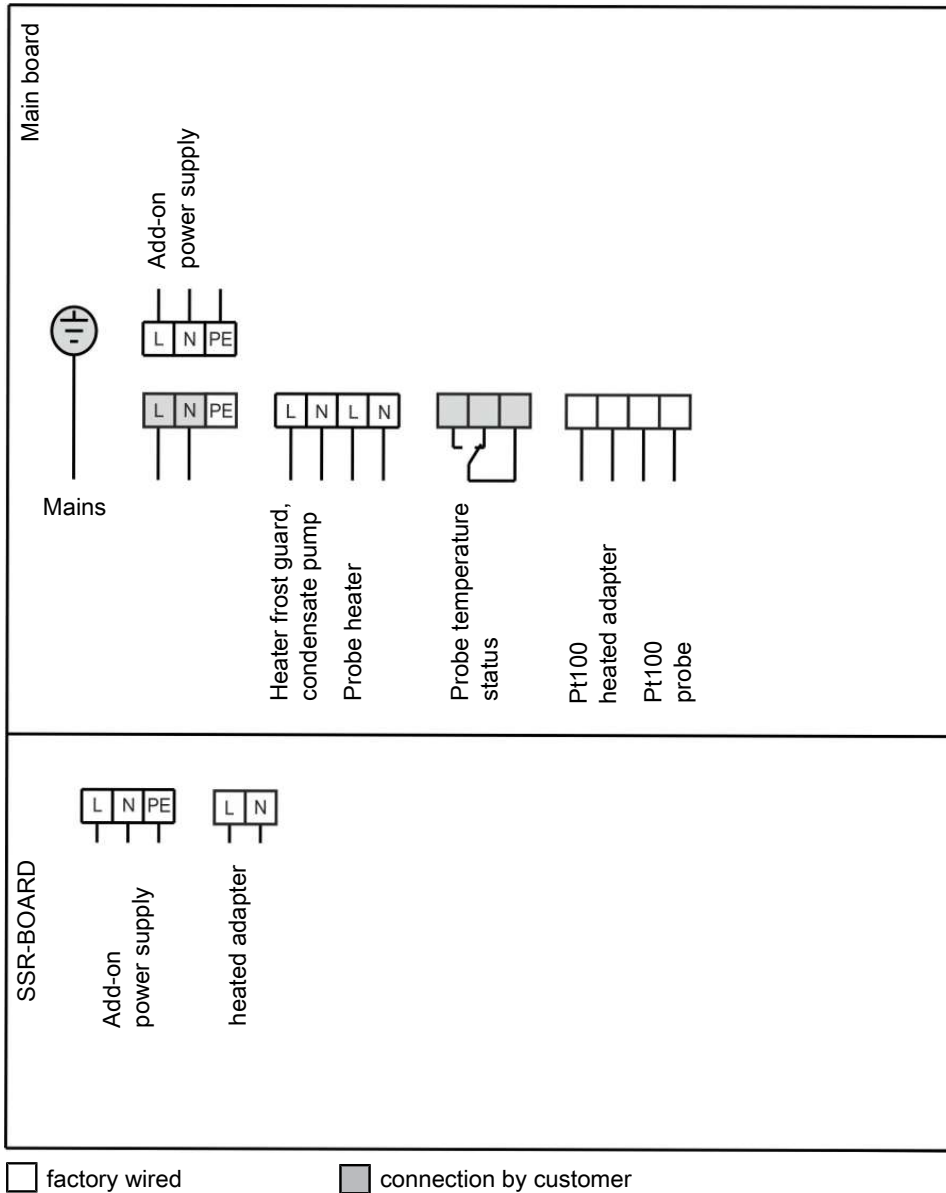 Main board
Add-on
power supply
L N PE
L N PE
L N L N
Mains
Heater frost guard,
condensate pump
Probe heater
Probe temperature
status
Pt100
heated adapter
Pt100
probe
SSR-BOARD
L N PE
L N
Add-on
power supply
heated adapter
factory wired
connection by customer